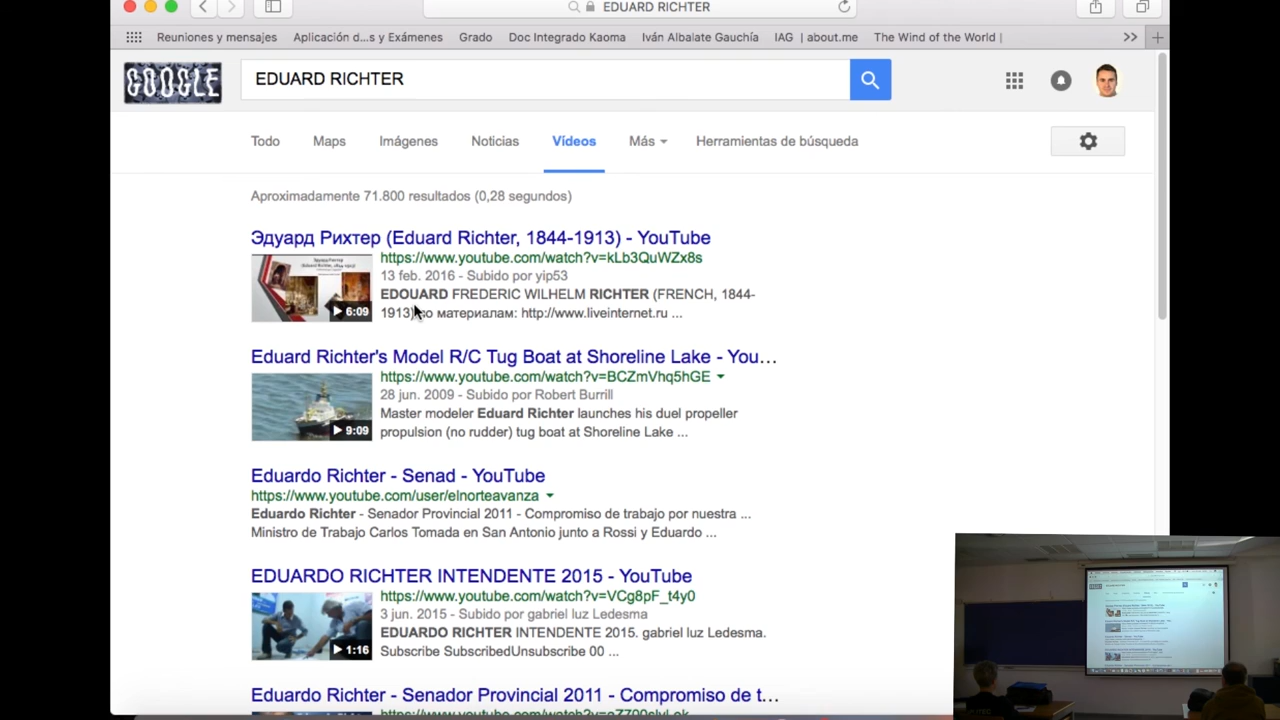 EDUARD RICHTER
Reuniones y mensajes
Aplicación d...s y Exámenes
Grado
Doc Integrado Kaoma
Iván Albalate Gauchía
IAG | about.me
The Wind of the World |
GOOGLE
EDUARD RICHTER
Todo
Maps
Imágenes
Noticias
Vídeos
Más
Herramientas de búsqueda
Aproximadamente 71.800 resultados (0,28 segundos)
Эдуард Рихтер (Eduard Richter, 1844-1913) - YouTube
https://www.youtube.com/watch?v=kLb3QuWZx8s
13 feb. 2016 - Subido por yip53
EDOUARD FREDERIC WILHELM RICHTER (FRENCH, 1844-
1913) по материалам: http://www.liveinternet.ru ...
6:09
Eduard Richter's Model R/C Tug Boat at Shoreline Lake - You...
https://www.youtube.com/watch?v=BCZmVhq5hGE
28 jun. 2009 - Subido por Robert Burrill
Master modeler Eduard Richter launches his duel propeller
propulsion (no rudder) tug boat at Shoreline Lake ...
9:09
Eduardo Richter - Senad - YouTube
https://www.youtube.com/user/elnorteavanza
Eduardo Richter - Senador Provincial 2011 - Compromiso de trabajo por nuestra ...
Ministro de Trabajo Carlos Tomada en San Antonio junto a Rossi y Eduardo ...
EDUARDO RICHTER INTENDENTE 2015 - YouTube
https://www.youtube.com/watch?v=VCg8pF_t4y0
3 jun. 2015 - Subido por gabriel luz Ledesma
EDUARDO RICHTER INTENDENTE 2015. gabriel luz Ledesma.
Subscribe SubscribedUnsubscribe 00 ...
1:16
Eduardo Richter - Senador Provincial 2011 - Compromiso de t...